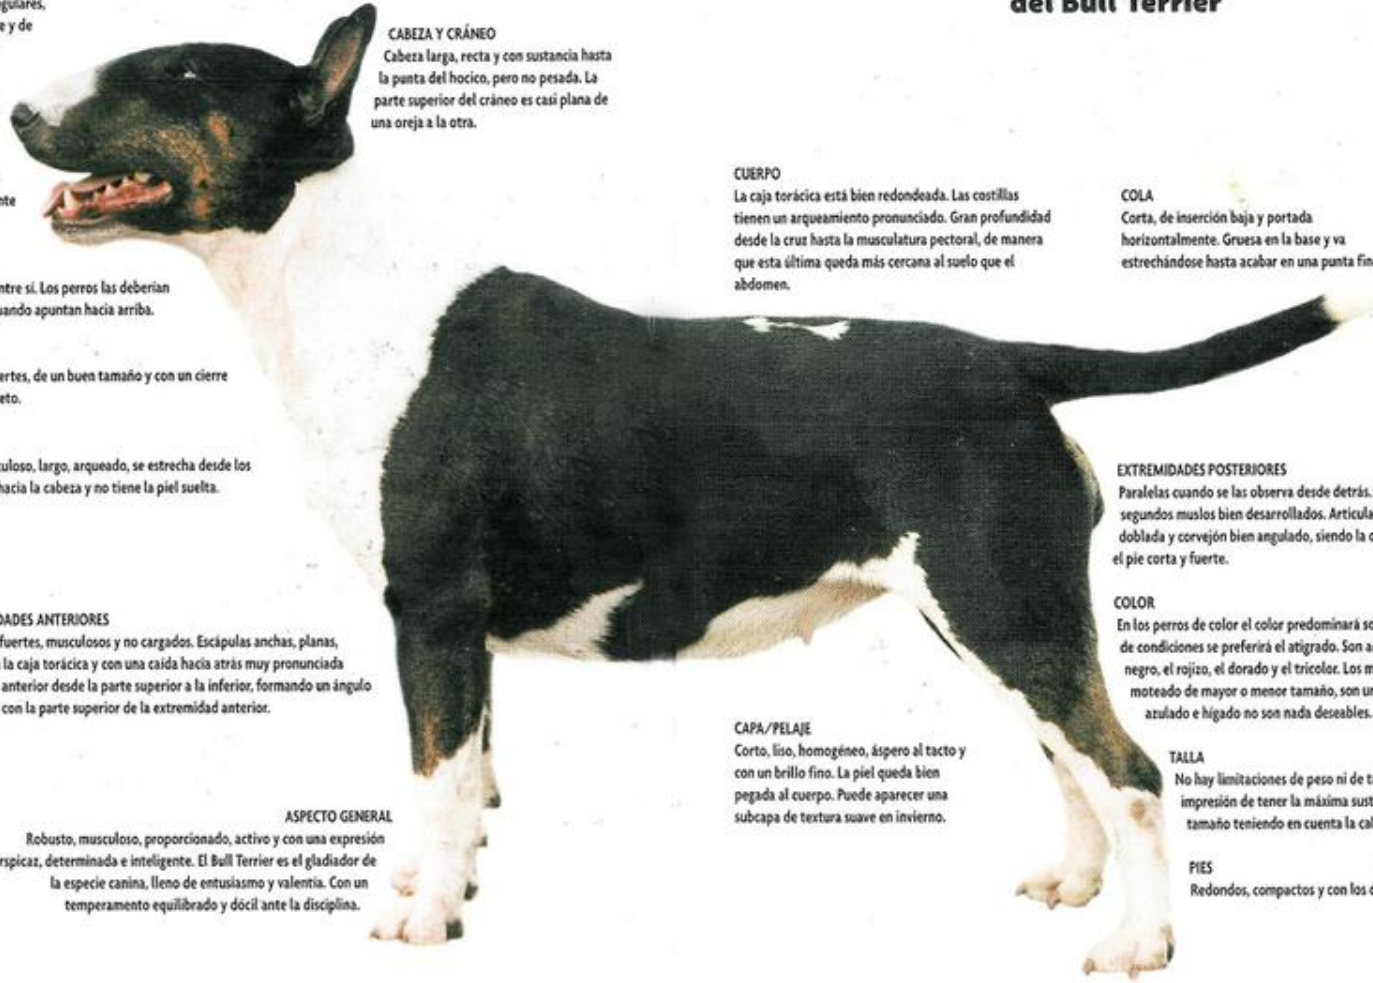 del Bull Terrier
gulares,
e y de
CABEZA Y CRÁNEO
Cabeza larga, recta y con sustancia hasta
la punta del hocico, pero no pesada. La
parte superior del cráneo es casi plana de
una oreja a la otra.
nte
ntre sí. Los perros las deberían
uando apuntan hacia arriba.
ertes, de un buen tamaño y con un cierre
eto.
uloso, largo, arqueado, se estrecha desde los
hacia la cabeza y no tiene la piel suelta.
DADES ANTERIORES
fuertes, musculosos y no cargados. Escápulas anchas, planas,
la caja torácica y con una caída hacia atrás muy pronunciada
anterior desde la parte superior a la inferior, formando un ángulo
con la parte superior de la extremidad anterior.
ASPECTO GENERAL
Robusto, musculoso, proporcionado, activo y con una expresión
rspicaz, determinada e inteligente. El Bull Terrier es el gladiador de
la especie canina, lleno de entusiasmo y valentía. Con un
temperamento equilibrado y dócil ante la disciplina.
CUERPO
La caja torácica está bien redondeada. Las costillas
tienen un arqueamiento pronunciado. Gran profundidad
desde la cruz hasta la musculatura pectoral, de manera
que esta última queda más cercana al suelo que el
abdomen.
CAPA/PELAJE
Corto, liso, homogéneo, áspero al tacto y
con un brillo fino. La piel queda bien
pegada al cuerpo. Puede aparecer una
subcapa de textura suave en invierno.
COLA
Corta, de inserción baja y portada
horizontalmente. Gruesa en la base y va
estrechándose hasta acabar en una punta fin
EXTREMIDADES POSTERIORES
Paralelas cuando se las observa desde detrás.
segundos muslos bien desarrollados. Articula
doblada y corvejón bien angulado, siendo la
el pie corta y fuerte.
COLOR
En los perros de color el color predominará so
de condiciones se preferirá el atigrado. Son a
negro, el rojizo, el dorado y el tricolor. Los m
moteado de mayor o menor tamaño, son un
azulado e hígado no son nada deseables.
TALLA
No hay limitaciones de peso ni de t
impresión de tener la máxima sust
tamaño teniendo en cuenta la cal
PIES
Redondos, compactos y con los d